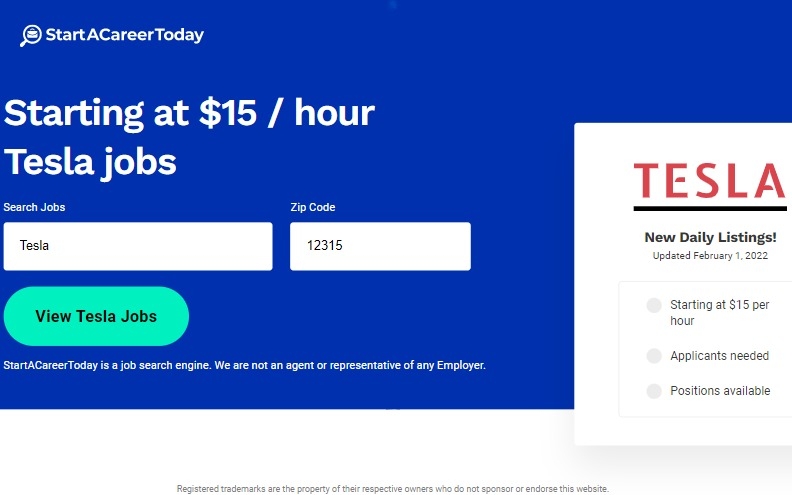 StartACareerToday
Starting at $15 / hour
Tesla jobs
Search Jobs
Zip Code
Tesla
12315
View Tesla Jobs
StartACareerToday is a job search engine. We are not an agent or representative of any Employer.
TESLA
New Daily Listings!
Updated February 1, 2022
Starting at $15 per
hour
Applicants needed
Positions available
Registered trademarks are the property of their respective owners who do not sponsor or endorse this website.